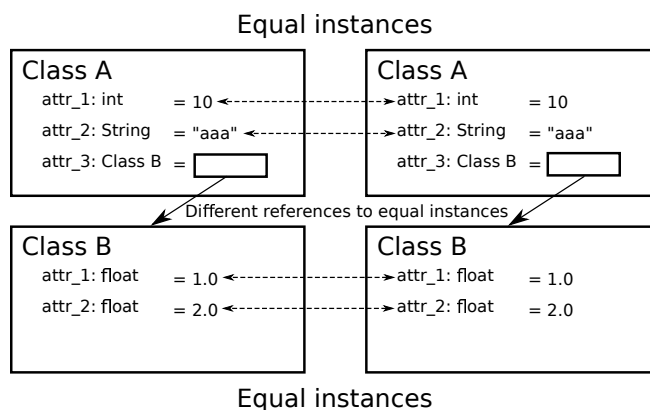 Equal instances
Class A
attr_1: int = 10
attr_2: String = "aaa"
attr_3: Class B =
Class A
attr_1: int = 10
attr_2: String = "aaa"
attr_3: Class B =
Different references to equal instances
Class B
attr_1: float = 1.0
attr_2: float = 2.0
Class B
attr_1: float = 1.0
attr_2: float = 2.0
Equal instances